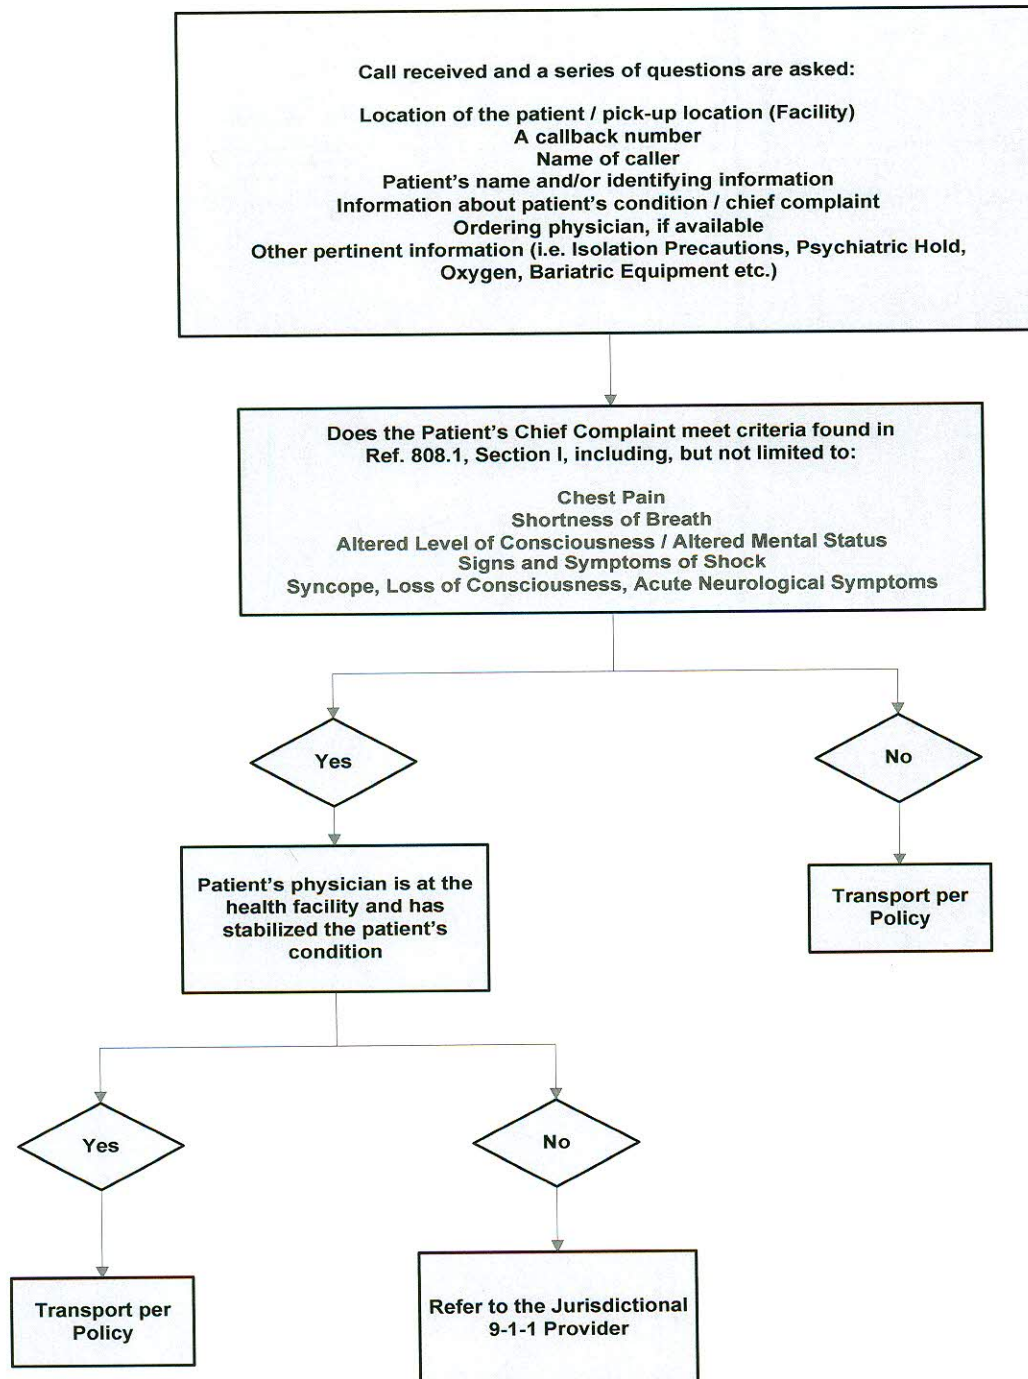 Call received and a series of questions are asked:
Location of the patient / pick-up location (Facility)
A callback number
Name of caller
Patient's name and/or identifying information
Information about patient's condition / chief complaint
Ordering physician, if available
Other pertinent information (i.e. Isolation Precautions, Psychiatric Hold,
Oxygen, Bariatric Equipment etc.)
Does the Patient's Chief Complaint meet criteria found in
Ref. 808.1, Section I, including, but not limited to:
Chest Pain
Shortness of Breath
Altered Level of Consciousness / Altered Mental Status
Signs and Symptoms of Shock
Syncope, Loss of Consciousness, Acute Neurological Symptoms
Yes
No
Patient's physician is at the
health facility and has
stabilized the patient's
condition
Transport per
Policy
Yes
No
Transport per
Policy
Refer to the Jurisdictional
9-1-1 Provider